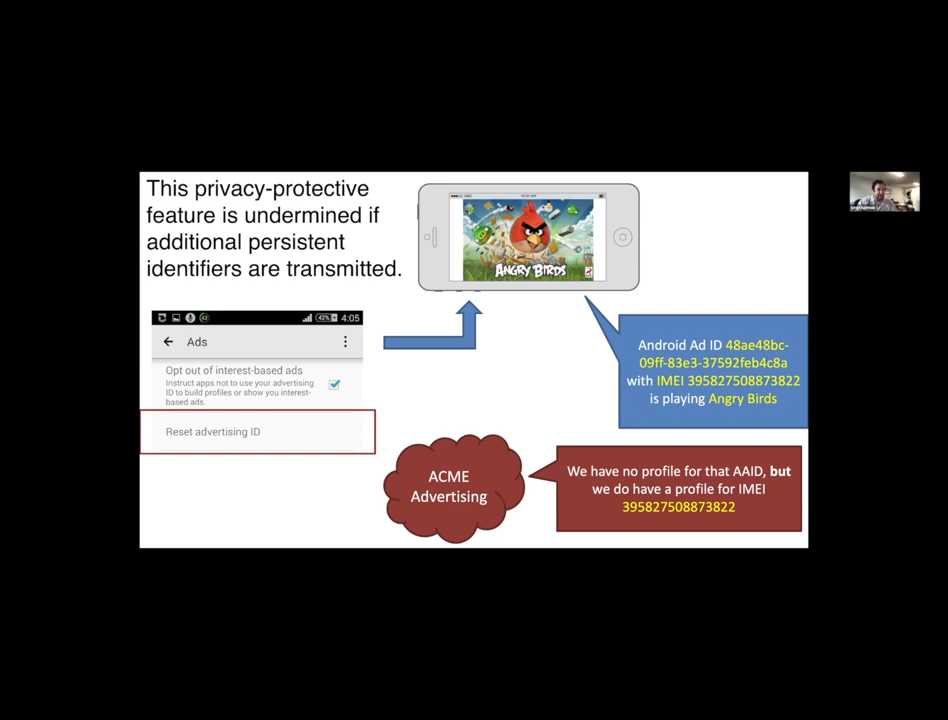 This privacy-protective
feature is undermined if
additional persistent
identifiers are transmitted.
ANGRY BIRDS
42
42%
4:05
Ads
Opt out of interest-based ads
Instruct apps not to use your advertising
ID to build profiles or show you interest-
based ads.
Reset advertising ID
Android Ad ID 48ae48bc-
09ff-83e3-37592feb4c8a
with IMEI 395827508873822
is playing Angry Birds
ACME
Advertising
We have no profile for that AAID, but
we do have a profile for IMEI
395827508873822